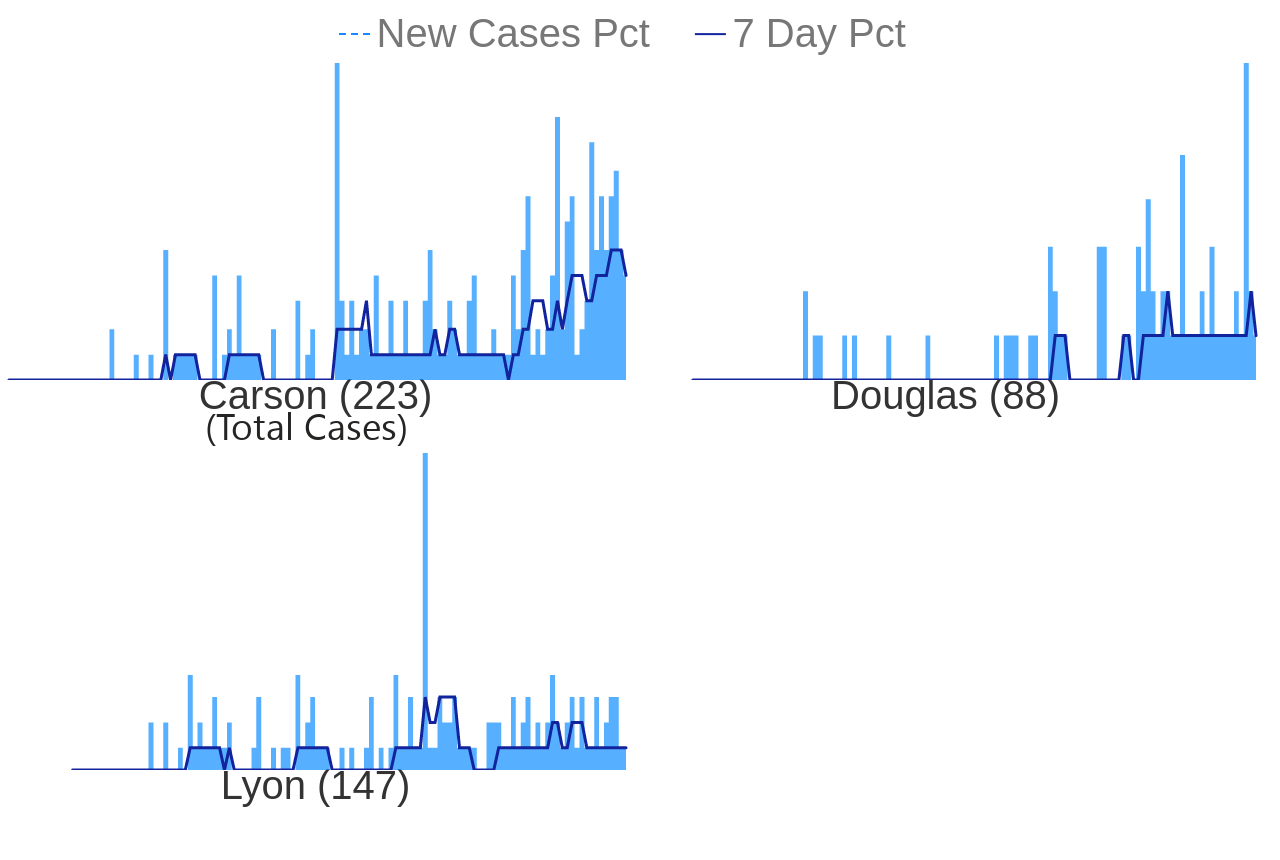 New Cases Pct 7 Day Pct
Carson (223) Douglas (88)
(Total Cases)
Lyon (147)